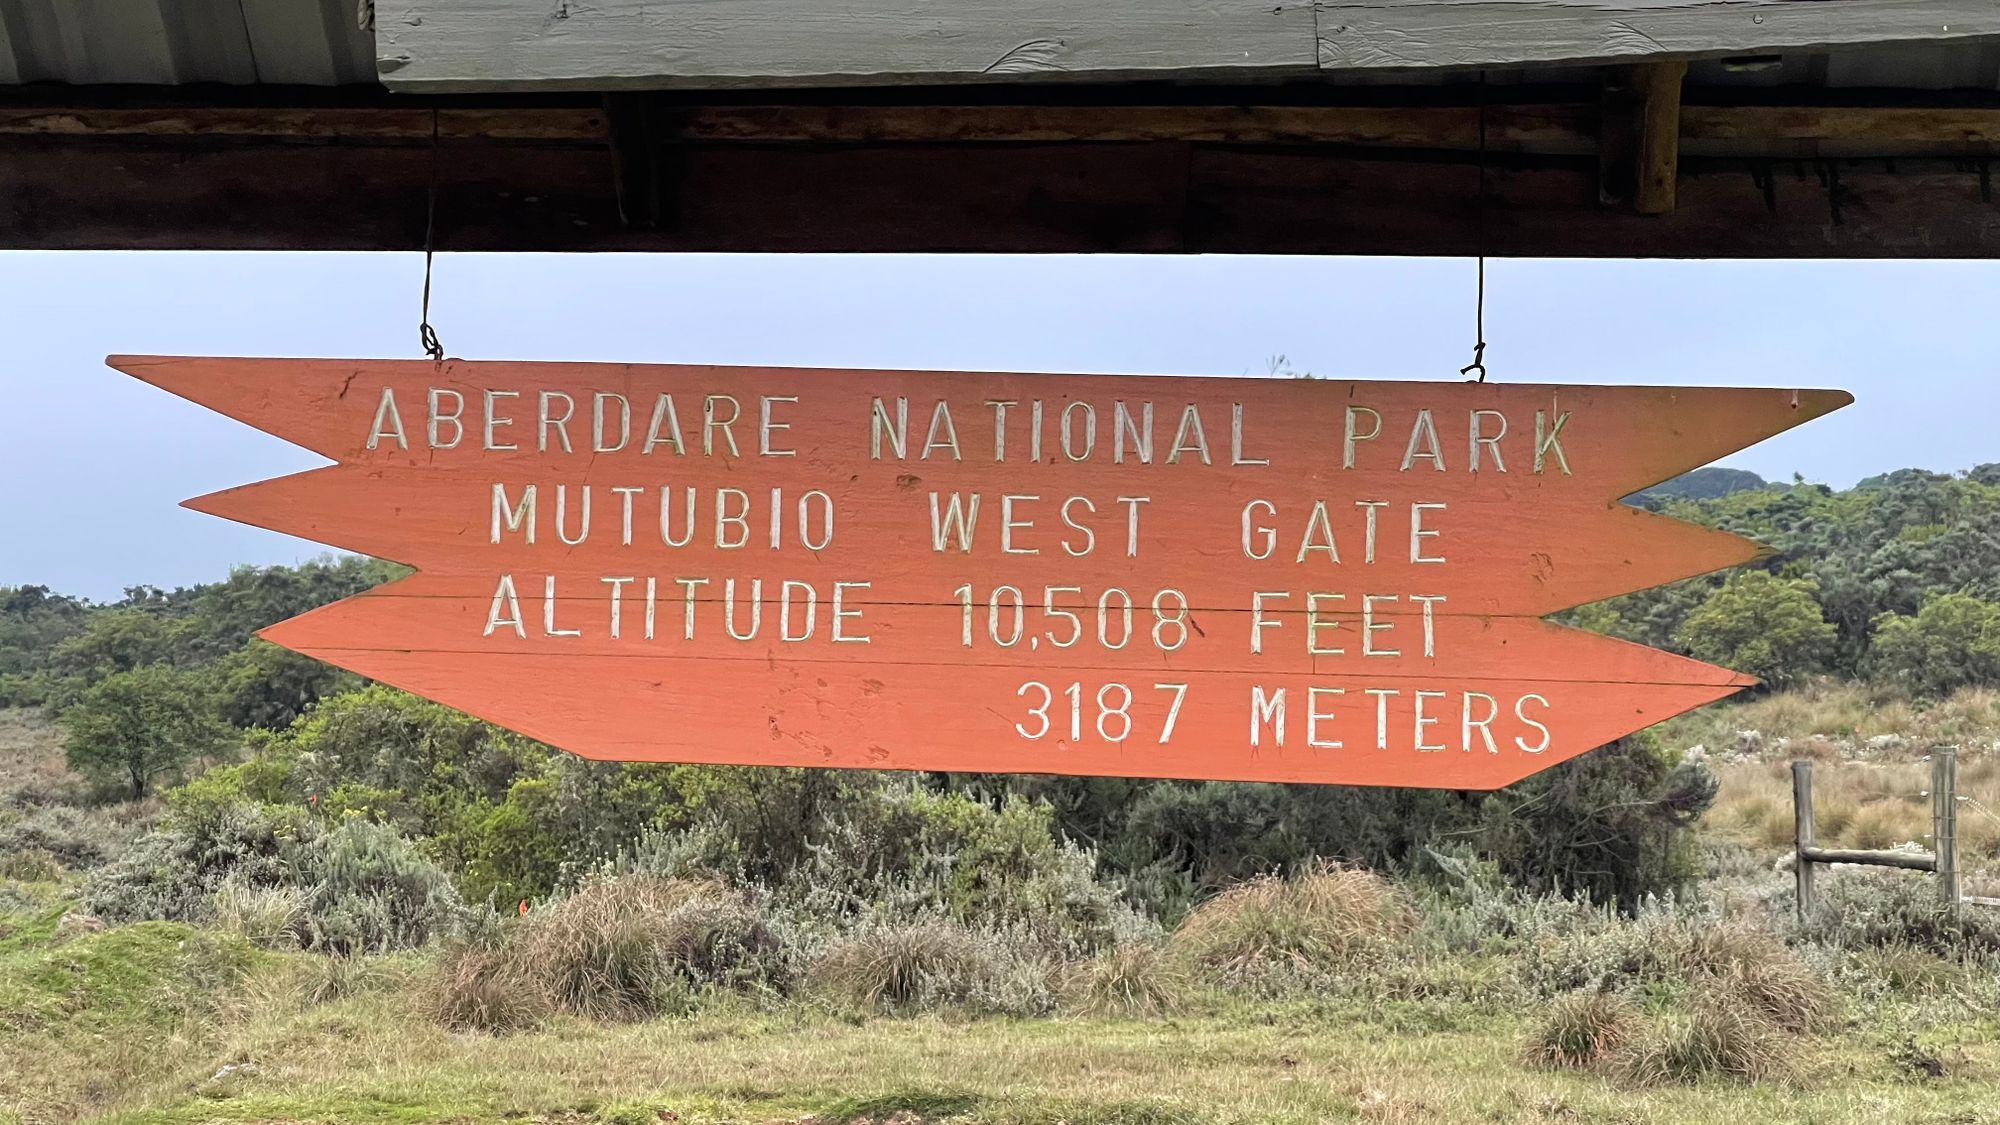 ABERDARE NATIONAL PARK
MUTUBIO WEST GATE
ALTITUDE 10,508 FEET
3187 METERS